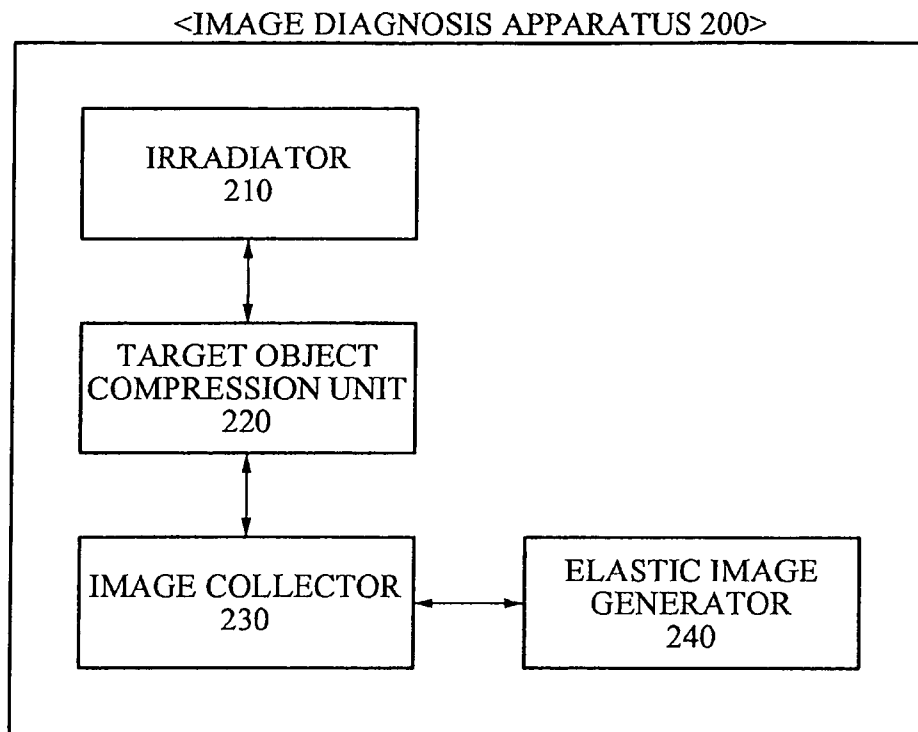 <IMAGE DIAGNOSIS APPARATUS 200>
IRRADIATOR
210
TARGET OBJECT
COMPRESSION UNIT
220
IMAGE COLLECTOR
230
ELASTIC IMAGE
GENERATOR
240